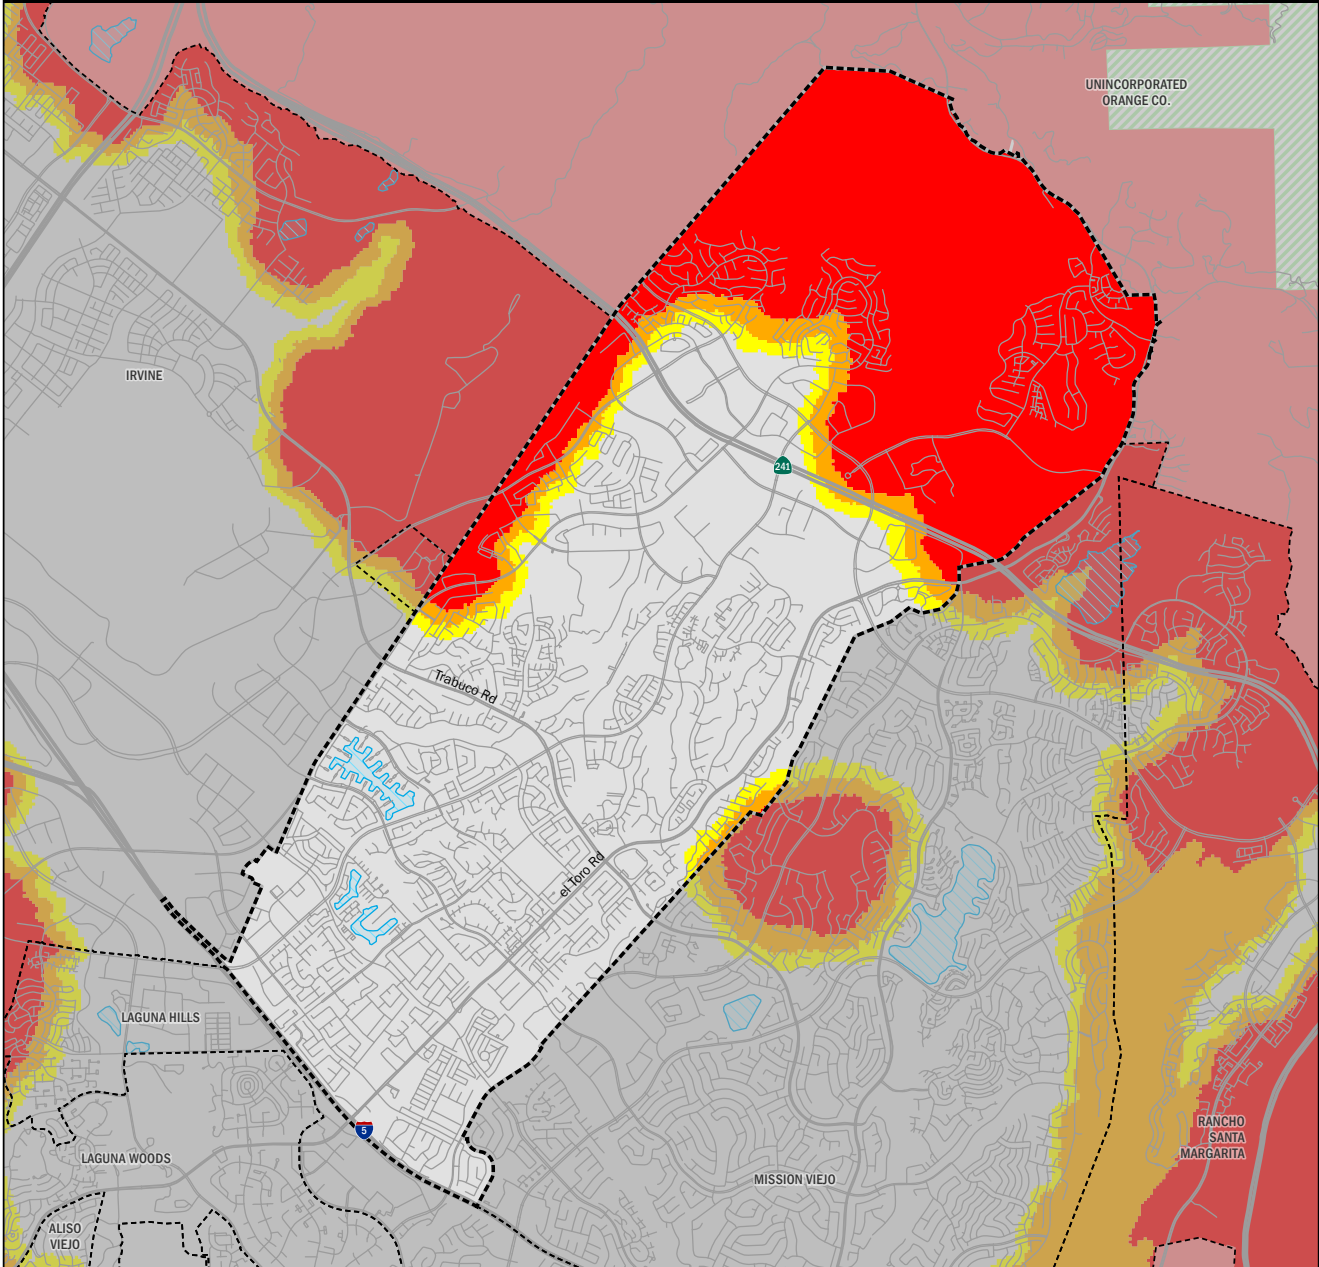 UNINCORPORATED
ORANGE CO.
IRVINE
241
Trabuco Rd
el Toro Rd
LAGUNA HILLS
5
LAGUNA WOODS
RANCHO
SANTA
MARGARITA
MISSION VIEJO
ALISO
VIEJO